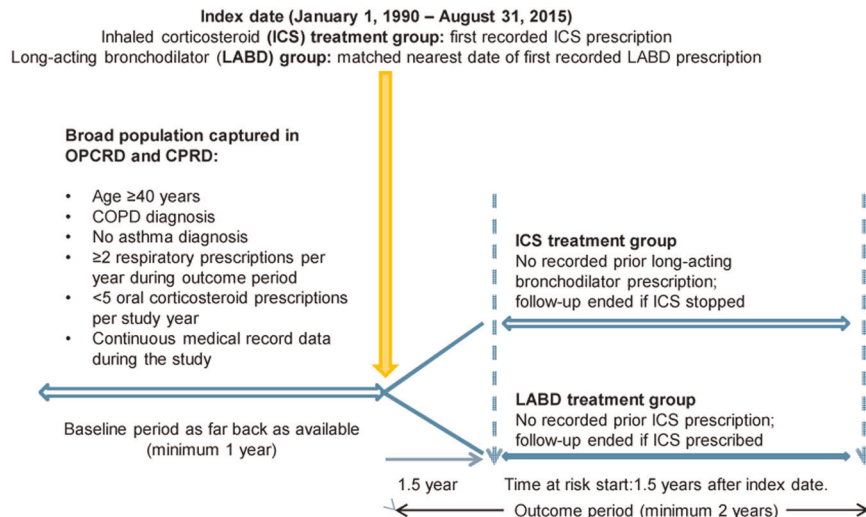 Index date (January 1, 1990 – August 31, 2015)
Inhaled corticosteroid (ICS) treatment group: first recorded ICS prescription
Long-acting bronchodilator (LABD) group: matched nearest date of first recorded LABD prescription
Broad population captured in
OPCRD and CPRD:
• Age ≥40 years
• COPD diagnosis
• No asthma diagnosis
• ≥2 respiratory prescriptions per
year during outcome period
• <5 oral corticosteroid prescriptions
per study year
• Continuous medical record data
during the study
Baseline period as far back as available
(minimum 1 year)
ICS treatment group
No recorded prior long-acting
bronchodilator prescription;
follow-up ended if ICS stopped
LABD treatment group
No recorded prior ICS prescription;
follow-up ended if ICS prescribed
1.5 year
Time at risk start:1.5 years after index date.
Outcome period (minimum 2 years)